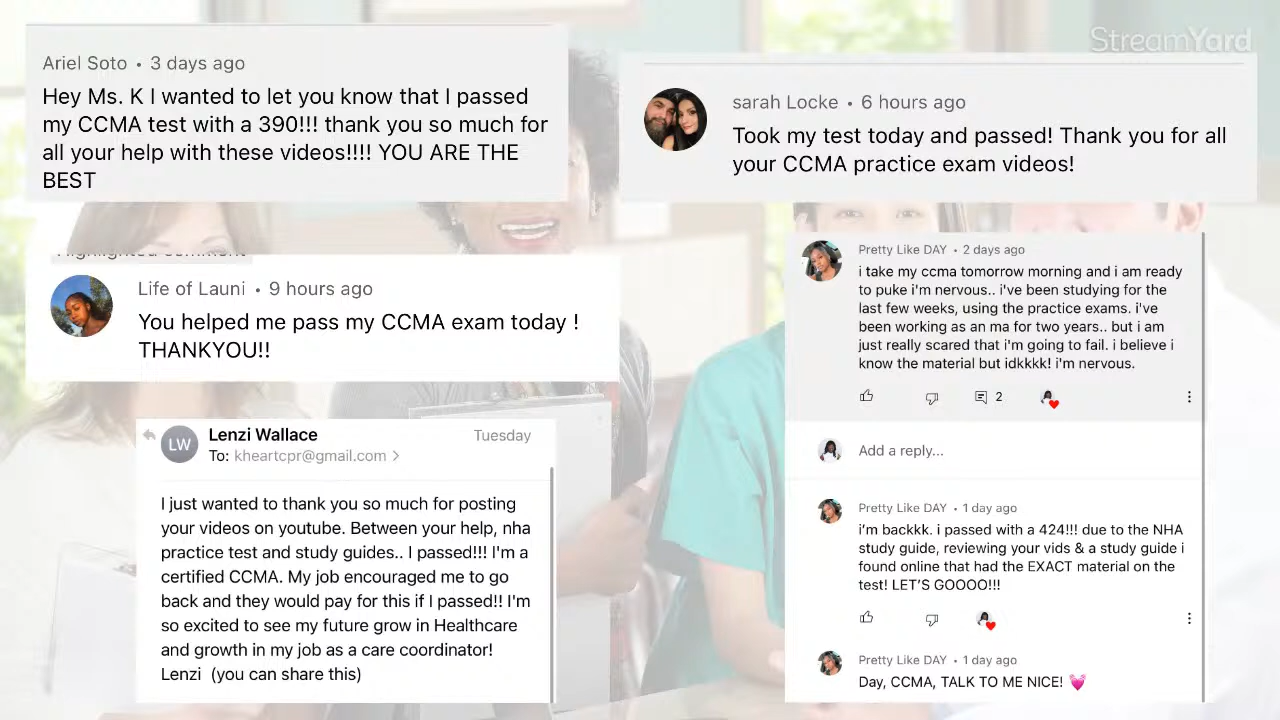 StreamYard
Ariel Soto • 3 days ago
Hey Ms. K I wanted to let you know that I passed
my CCMA test with a 390!!! thank you so much for
all your help with these videos!!!! YOU ARE THE
BEST
sarah Locke • 6 hours ago
Took my test today and passed! Thank you for all
your CCMA practice exam videos!
Highlighted comment
Life of Launi • 9 hours ago
You helped me pass my CCMA exam today !
THANKYOU!!
LW
Lenzi Wallace
Tuesday
To: kheartcpr@gmail.com >
I just wanted to thank you so much for posting
your videos on youtube. Between your help, nha
practice test and study guides.. I passed!!! I'm a
certified CCMA. My job encouraged me to go
back and they would pay for this if I passed!! I'm
so excited to see my future grow in Healthcare
and growth in my job as a care coordinator!
Lenzi (you can share this)
Pretty Like DAY • 2 days ago
i take my ccma tomorrow morning and i am ready
to puke i'm nervous.. i've been studying for the
last few weeks, using the practice exams. i've
been working as an ma for two years.. but i am
just really scared that i'm going to fail. i believe i
know the material but idkkkk! i'm nervous.
2
Add a reply...
Pretty Like DAY • 1 day ago
i'm backkk. i passed with a 424!!! due to the NHA
study guide, reviewing your vids & a study guide i
found online that had the EXACT material on the
test! LET'S GOOOO!!!
Pretty Like DAY • 1 day ago
Day, CCMA, TALK TO ME NICE! 💓